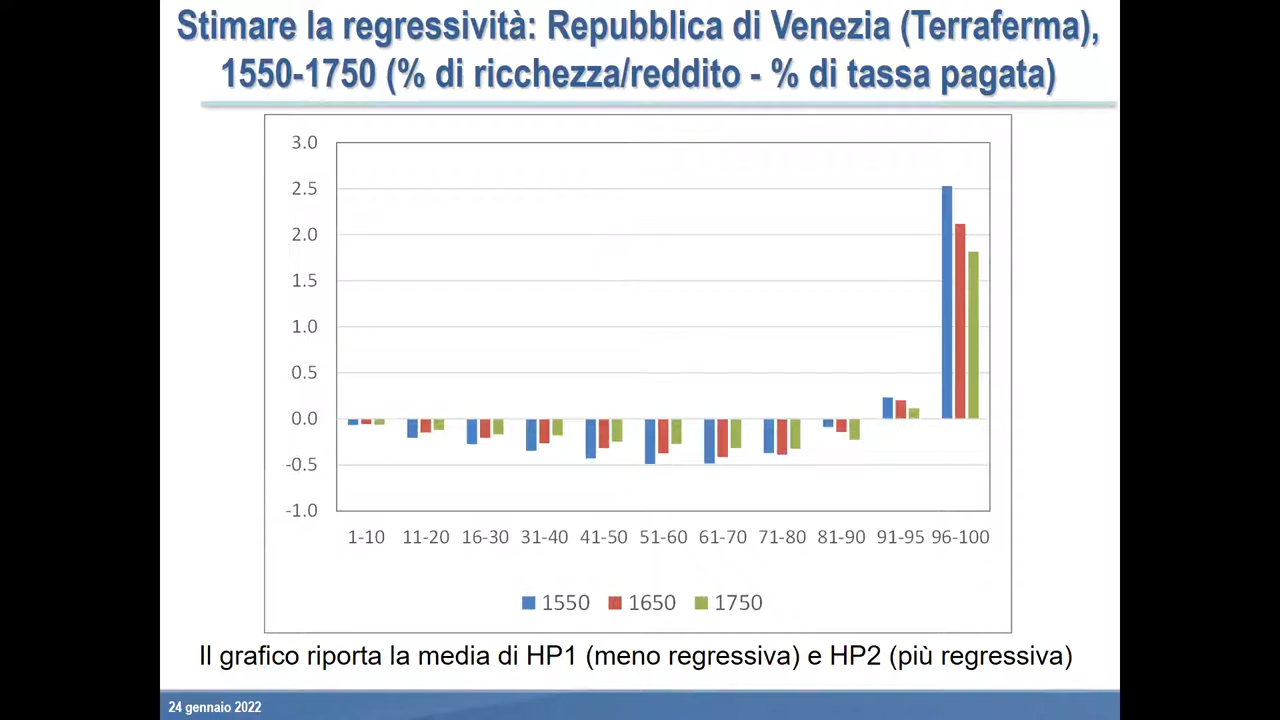 Stimare la regressività: Repubblica di Venezia (Terraferma),
1550-1750 (% di ricchezza/reddito - % di tassa pagata)
3.0
2.5
2.0
1.5
1.0
0.5
0.0
-0.5
-1.0
1-10 11-20 16-30 31-40 41-50 51-60 61-70 71-80 81-90 91-95 96-100
1550 1650 1750
Il grafico riporta la media di HP1 (meno regressiva) e HP2 (più regressiva)
24 gennaio 2022